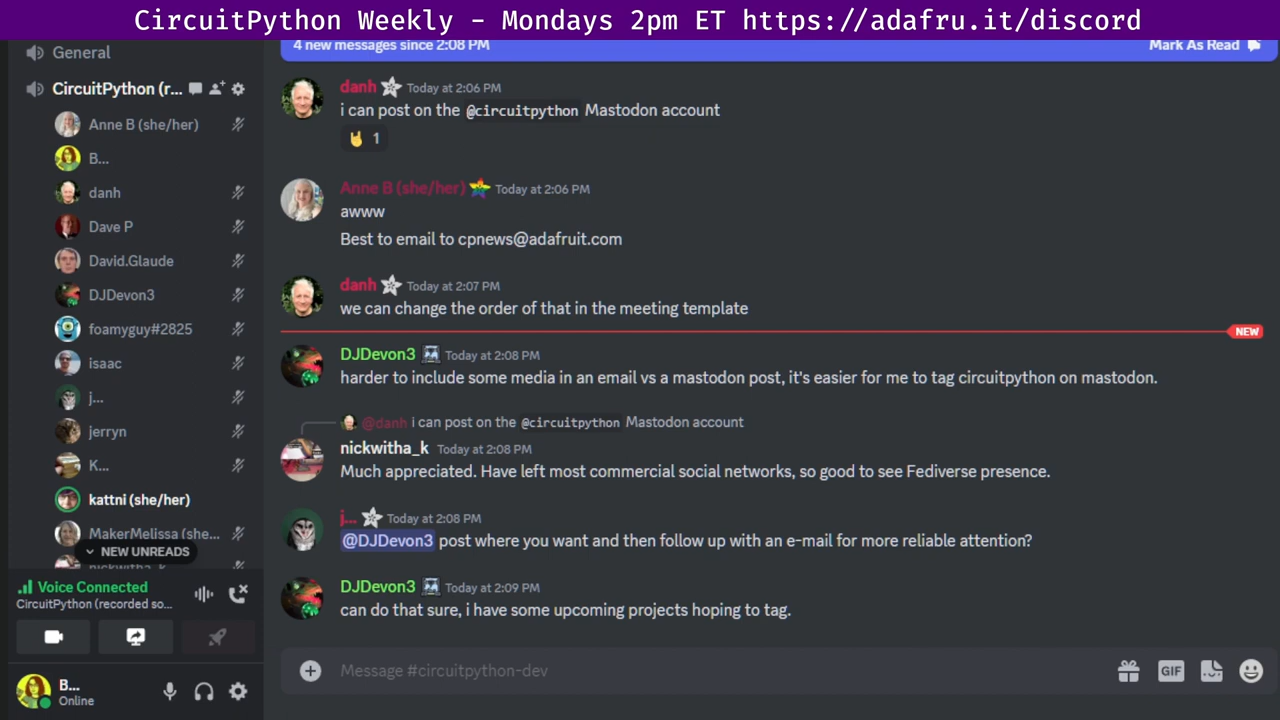 CircuitPython Weekly - Mondays 2pm ET https://adafru.it/discord
General
CircuitPython (r...
Anne B (she/her)
B...
danh
Dave P
David.Glaude
DJDevon3
foamyguy#2825
isaac
j...
jerryn
K...
kattni (she/her)
MakerMelissa (she...
NEW UNREADS
nickwitha_k
Voice Connected
CircuitPython (recorded so...
B...
Online
4 new messages since 2:08 PM
Mark As Read
danh Today at 2:06 PM
i can post on the @circuitpython Mastodon account
1
Anne B (she/her) Today at 2:06 PM
awww
Best to email to cpnews@adafruit.com
danh Today at 2:07 PM
we can change the order of that in the meeting template
NEW
DJDevon3 Today at 2:08 PM
harder to include some media in an email vs a mastodon post, it's easier for me to tag circuitpython on mastodon.
@danh i can post on the @circuitpython Mastodon account
nickwitha_k Today at 2:08 PM
Much appreciated. Have left most commercial social networks, so good to see Fediverse presence.
j... Today at 2:08 PM
@DJDevon3 post where you want and then follow up with an e-mail for more reliable attention?
DJDevon3 Today at 2:09 PM
can do that sure, i have some upcoming projects hoping to tag.
Message #circuitpython-dev
GIF